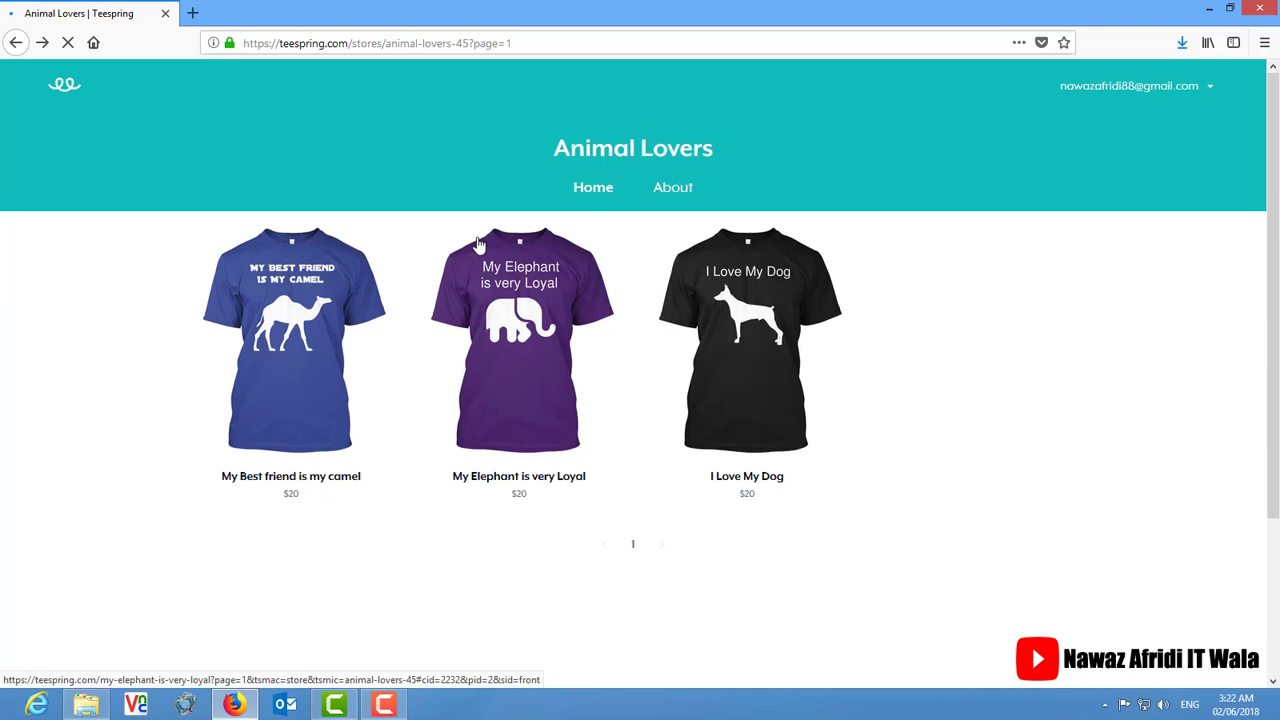 Animal Lovers | Teespring
https://teespring.com/stores/animal-lovers-45?page=1
nawazafridi88@gmail.com
Animal Lovers
Home About
MY BEST FRIEND
IS MY CAMEL
My Elephant
is very Loyal
I Love My Dog
My Best friend is my camel
$20
My Elephant is very Loyal
$20
I Love My Dog
$20
1
Nawaz Afridi IT Wala
https://teespring.com/my-elephant-is-very-loyal?page=1&tsmac=store&tsmic=animal-lovers-45#cid=2232&pid=2&sid=front
ENG
3:22 AM
02/06/2018